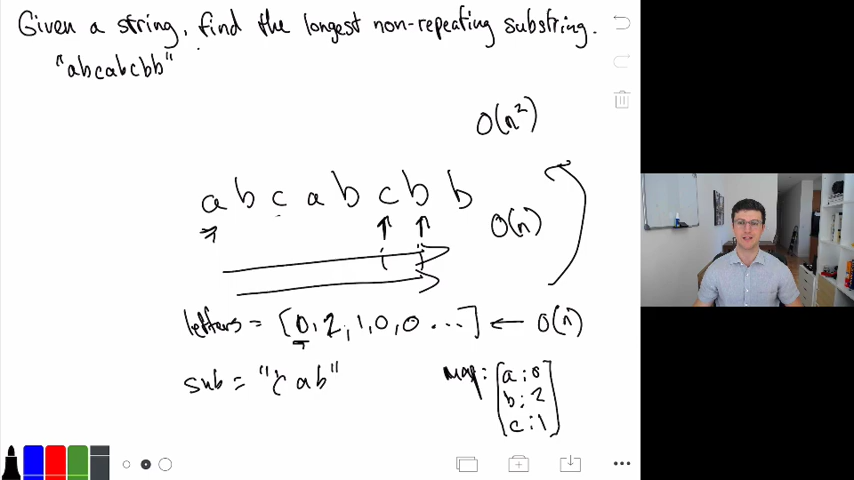 Given a string, find the longest non-repeating substring.
"abcabcbb"
O(n²)
a b c a b c b b
O(n)
letters = [0, 2, 1, 0, 0 ...] ← O(n)
sub = "cab"
map: [a:0
b:2
c:1]